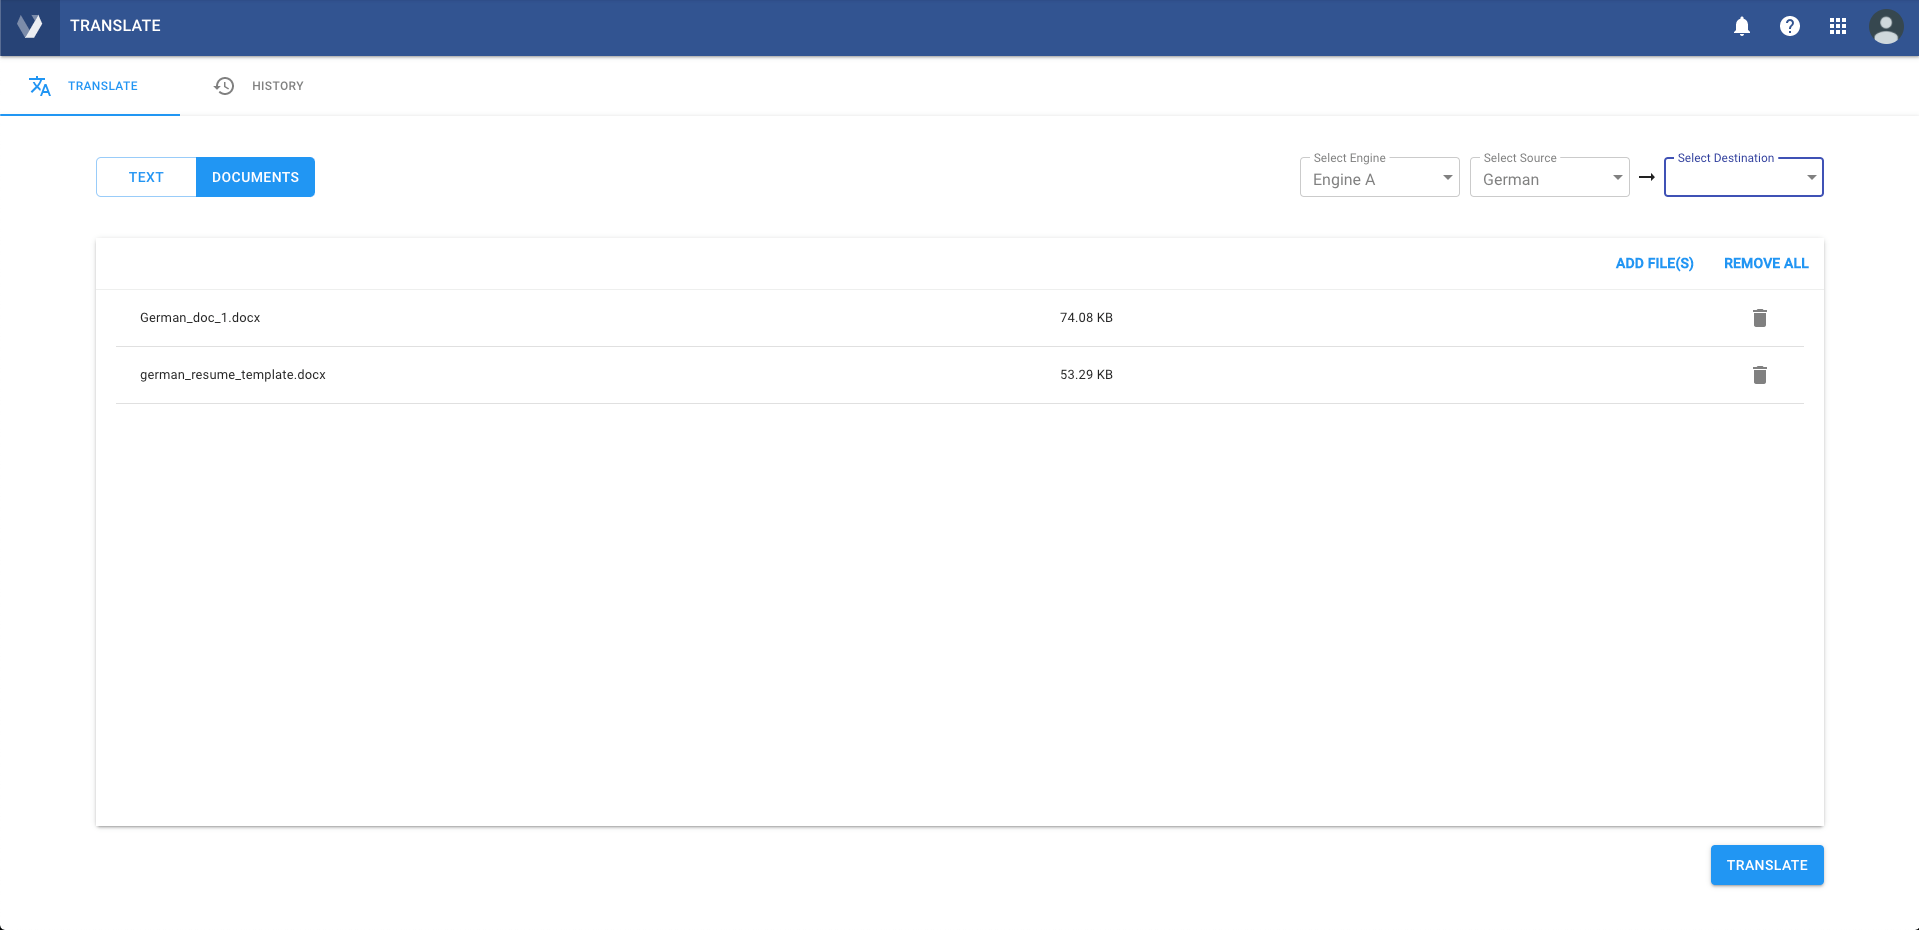 TRANSLATE
TRANSLATE
HISTORY
TEXT
DOCUMENTS
Select Engine
Engine A
Select Source
German
Select Destination
ADD FILE(S)
REMOVE ALL
German_doc_1.docx
74.08 KB
german_resume_template.docx
53.29 KB
TRANSLATE